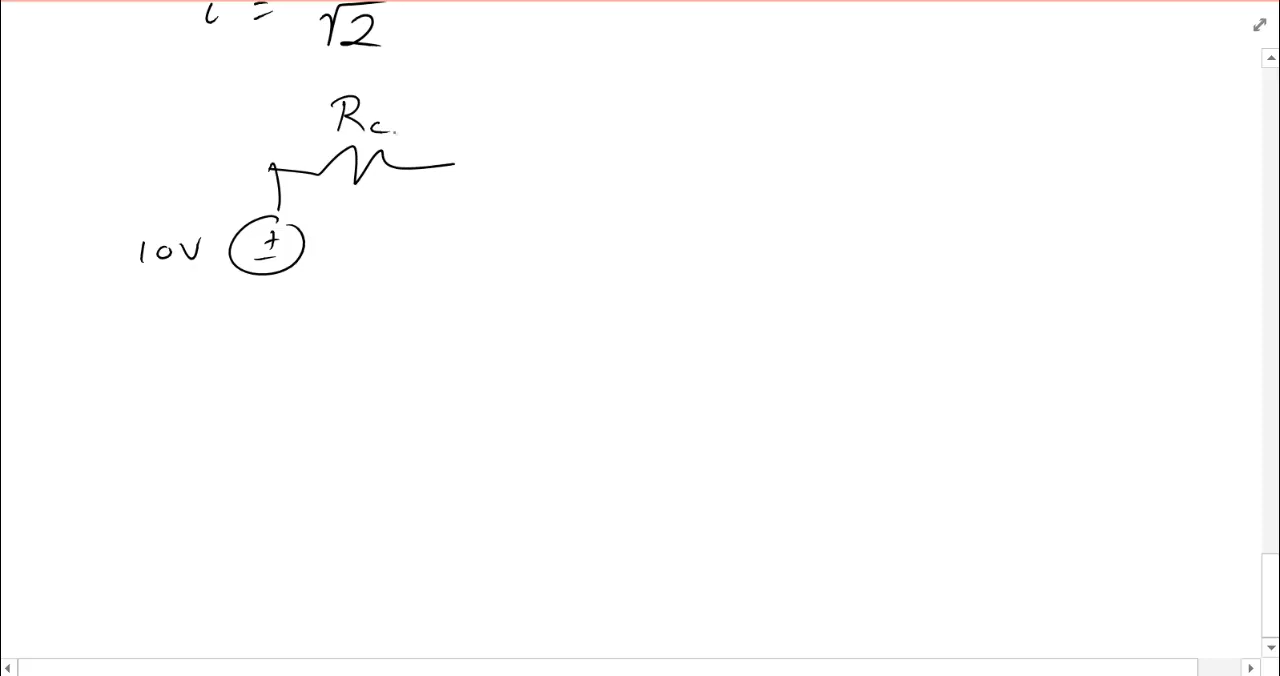 i = √2
Rc.
10V
+
−